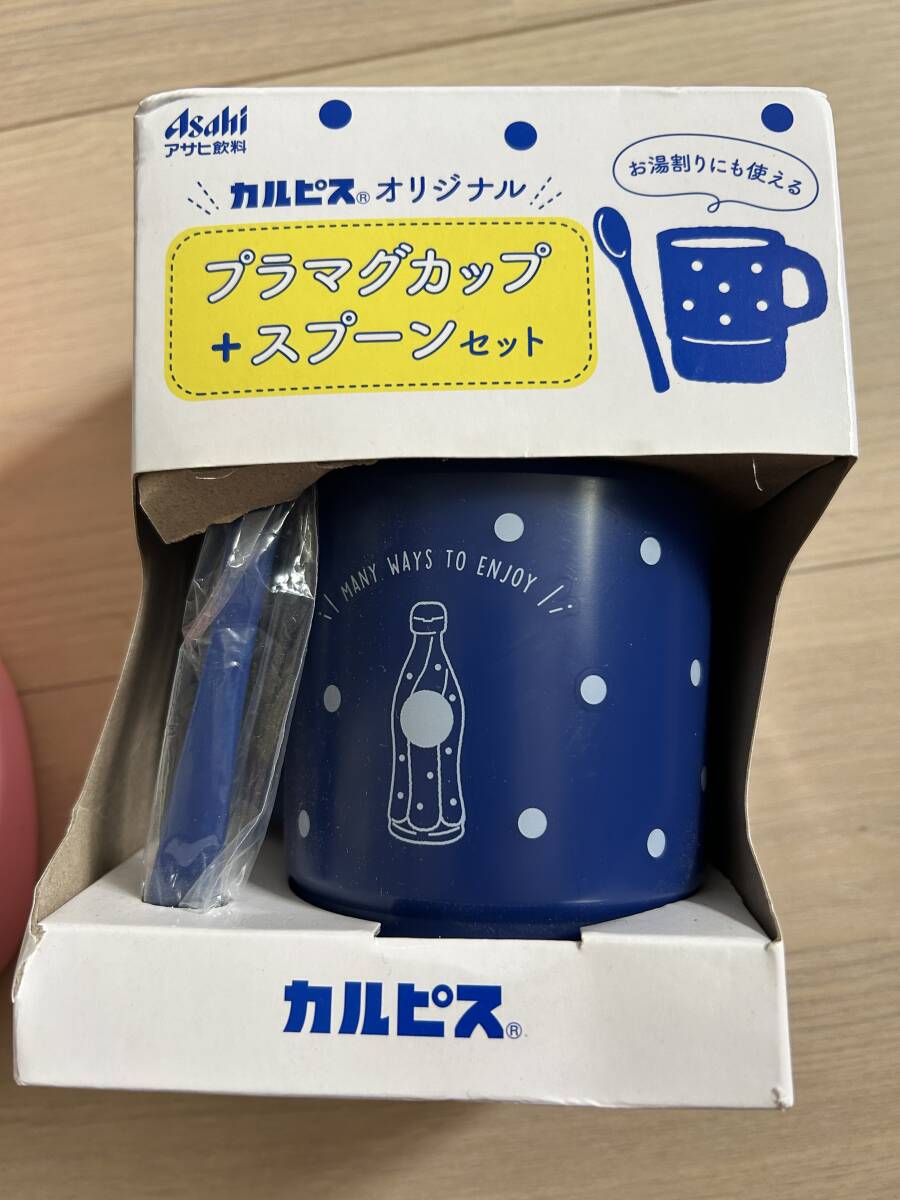 Asahi
アサヒ飲料
カルピス® オリジナル
プラマグカップ
+スプーンセット
お湯割りにも使える
MANY WAYS TO ENJOY
カルピス®